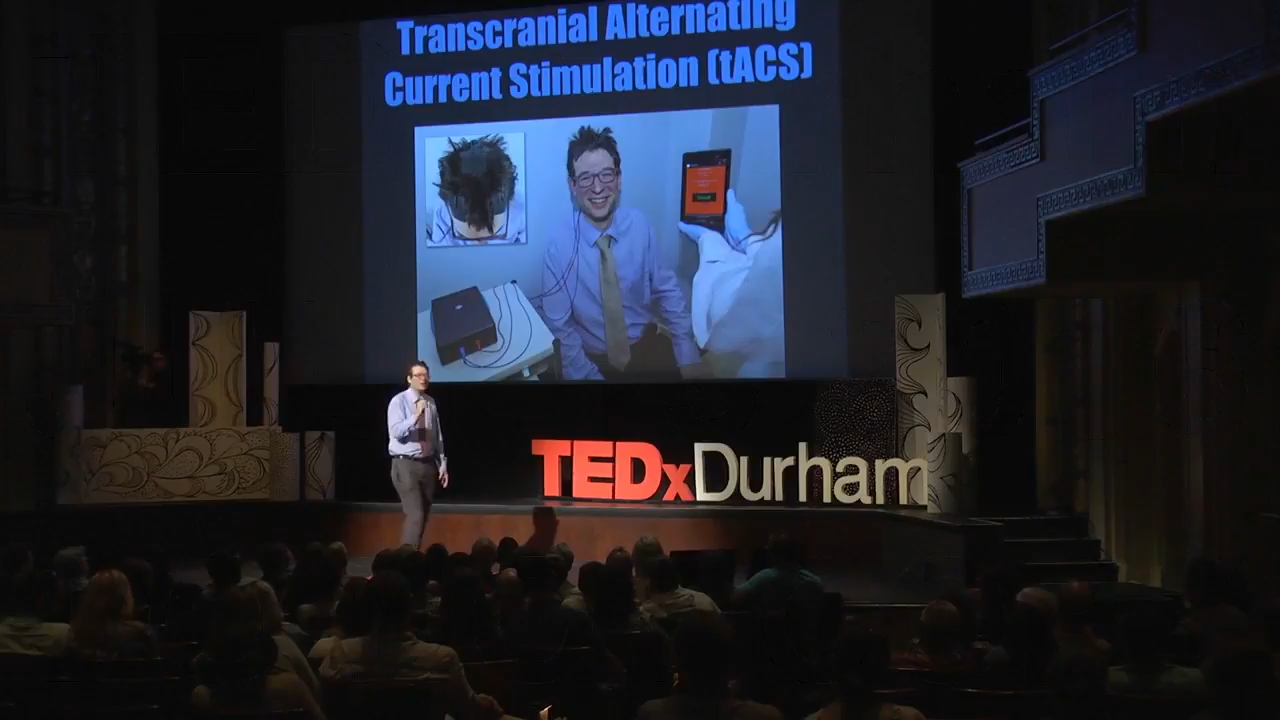 Transcranial Alternating
Current Stimulation (tACS)
TEDxDurham